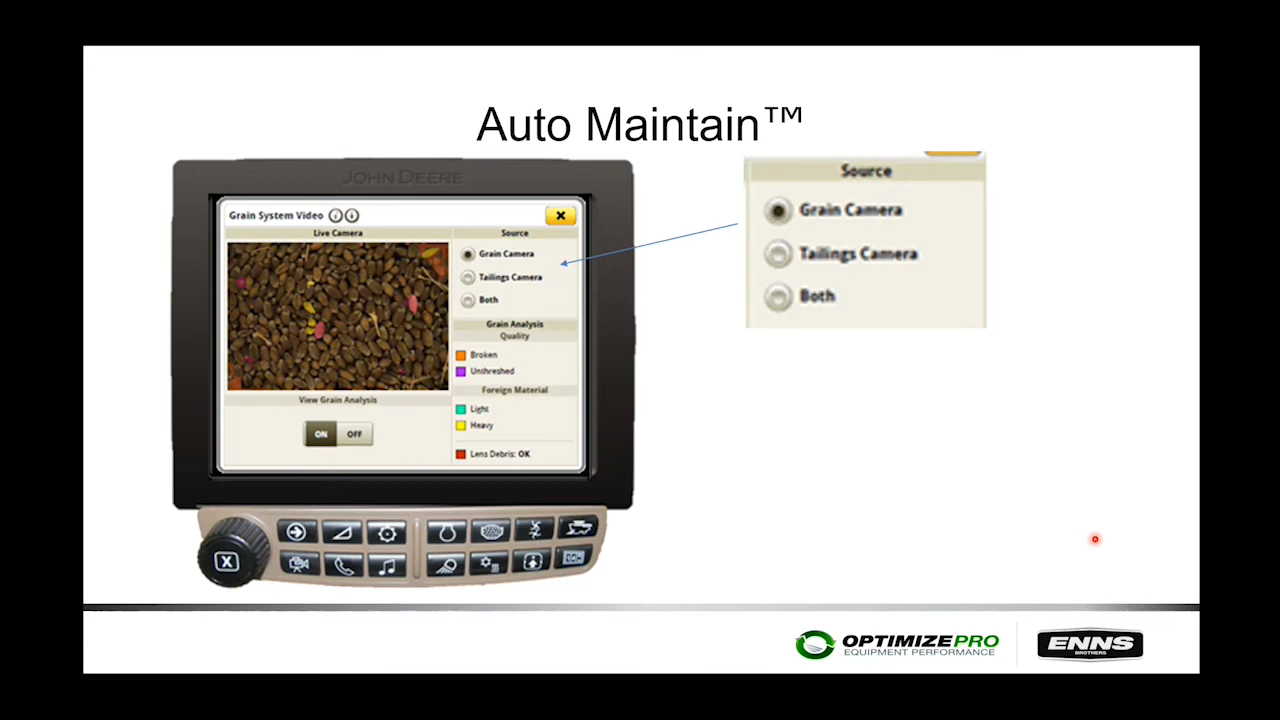 Auto Maintain™
JOHN DEERE
Grain System Video
Live Camera
Source
Grain Camera
Tailings Camera
Both
Grain Analysis
Quality
Broken
Unthreshed
Foreign Material
Light
Heavy
Lens Debris: OK
View Grain Analysis
ON OFF
X
Source
Grain Camera
Tailings Camera
Both
OPTIMIZEPRO
EQUIPMENT PERFORMANCE
ENNS
BROTHERS